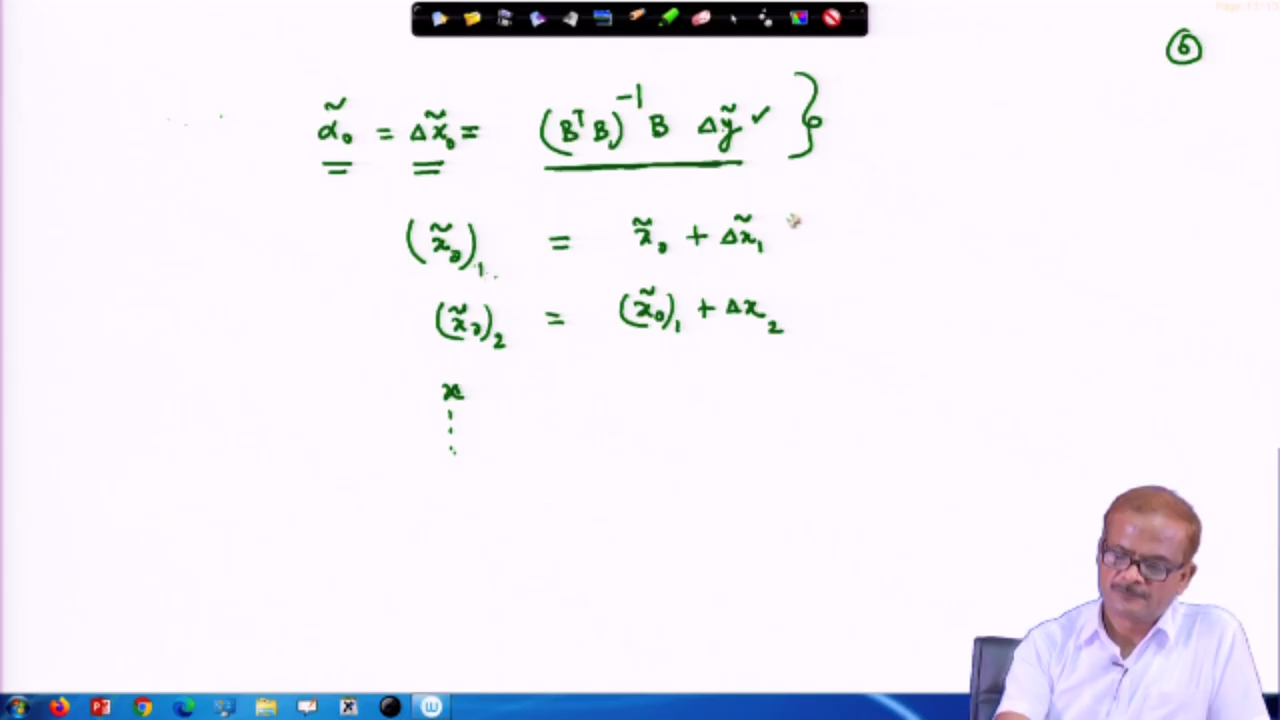 6
α̃₀ = Δx̃₀ = (BᵀB)⁻¹ B Δỹ ✓ }
(x̃₀)₁ = x̃₀ + Δx̃₁
(x̃₀)₂ = (x̃₀)₁ + Δx₂
x